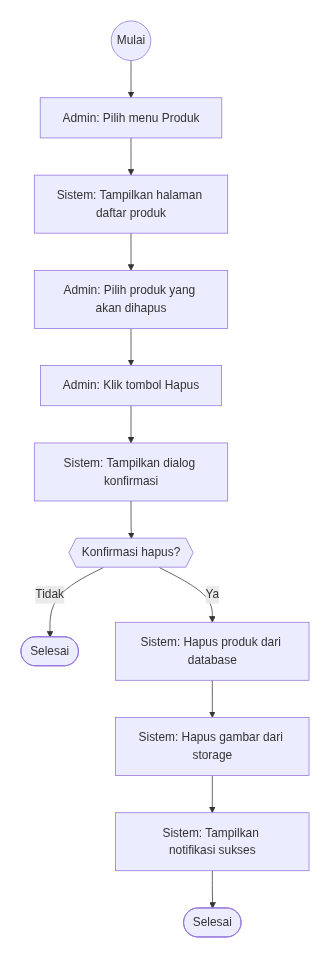 Mulai
Admin: Pilih menu Produk
Sistem: Tampilkan halaman
daftar produk
Admin: Pilih produk yang
akan dihapus
Admin: Klik tombol Hapus
Sistem: Tampilkan dialog
konfirmasi
Konfirmasi hapus?
Tidak
Ya
Selesai
Sistem: Hapus produk dari
database
Sistem: Hapus gambar dari
storage
Sistem: Tampilkan
notifikasi sukses
Selesai